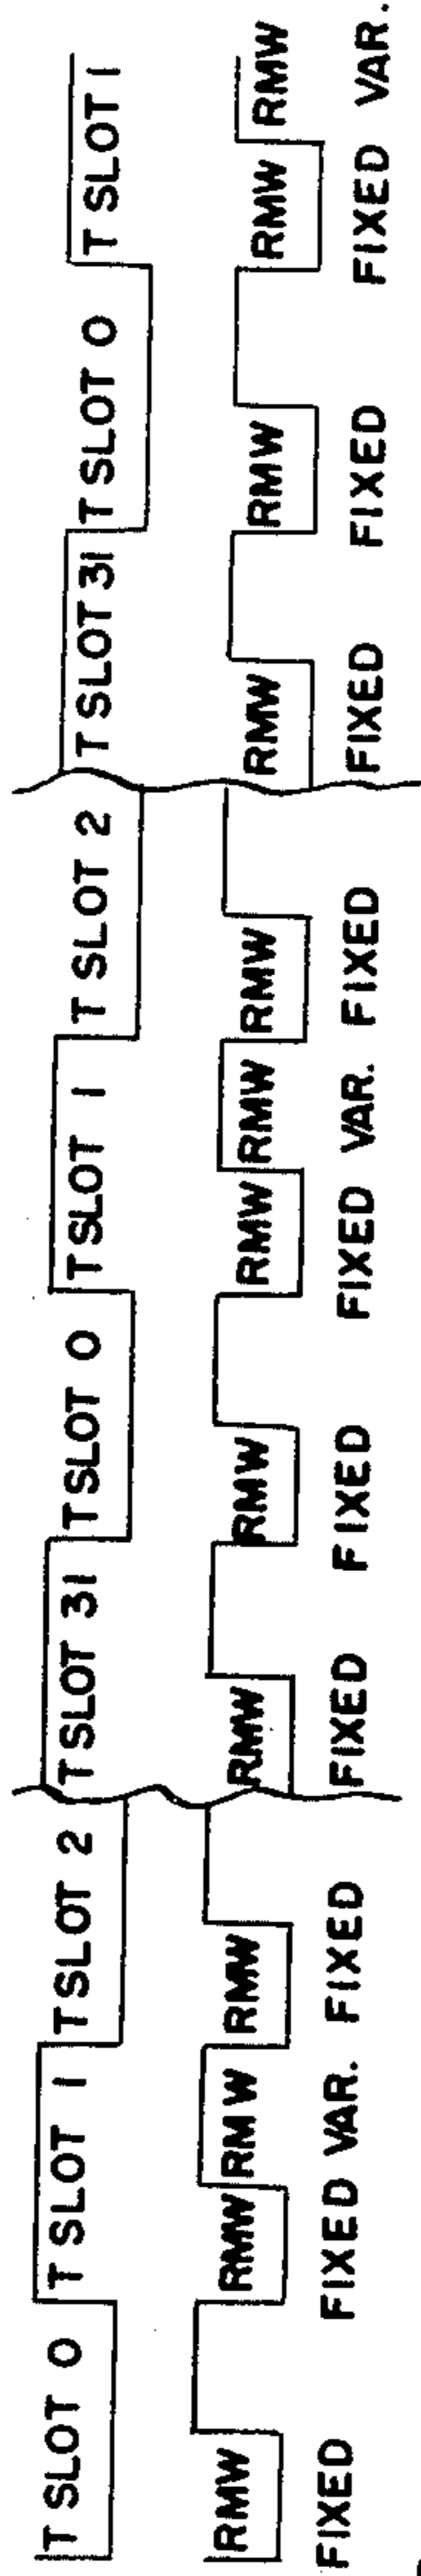 T SLOT 0 T SLOT 1 T SLOT 2 T SLOT 31 T SLOT 0 T SLOT 1 T SLOT 2 T SLOT 31 T SLOT 0 T SLOT 1
RMW RMW RMW RMW RMW RMW RMW RMW RMW RMW RMW RMW RMW RMW
FIXED FIXED VAR. FIXED FIXED FIXED FIXED VAR. FIXED FIXED FIXED FIXED VAR.